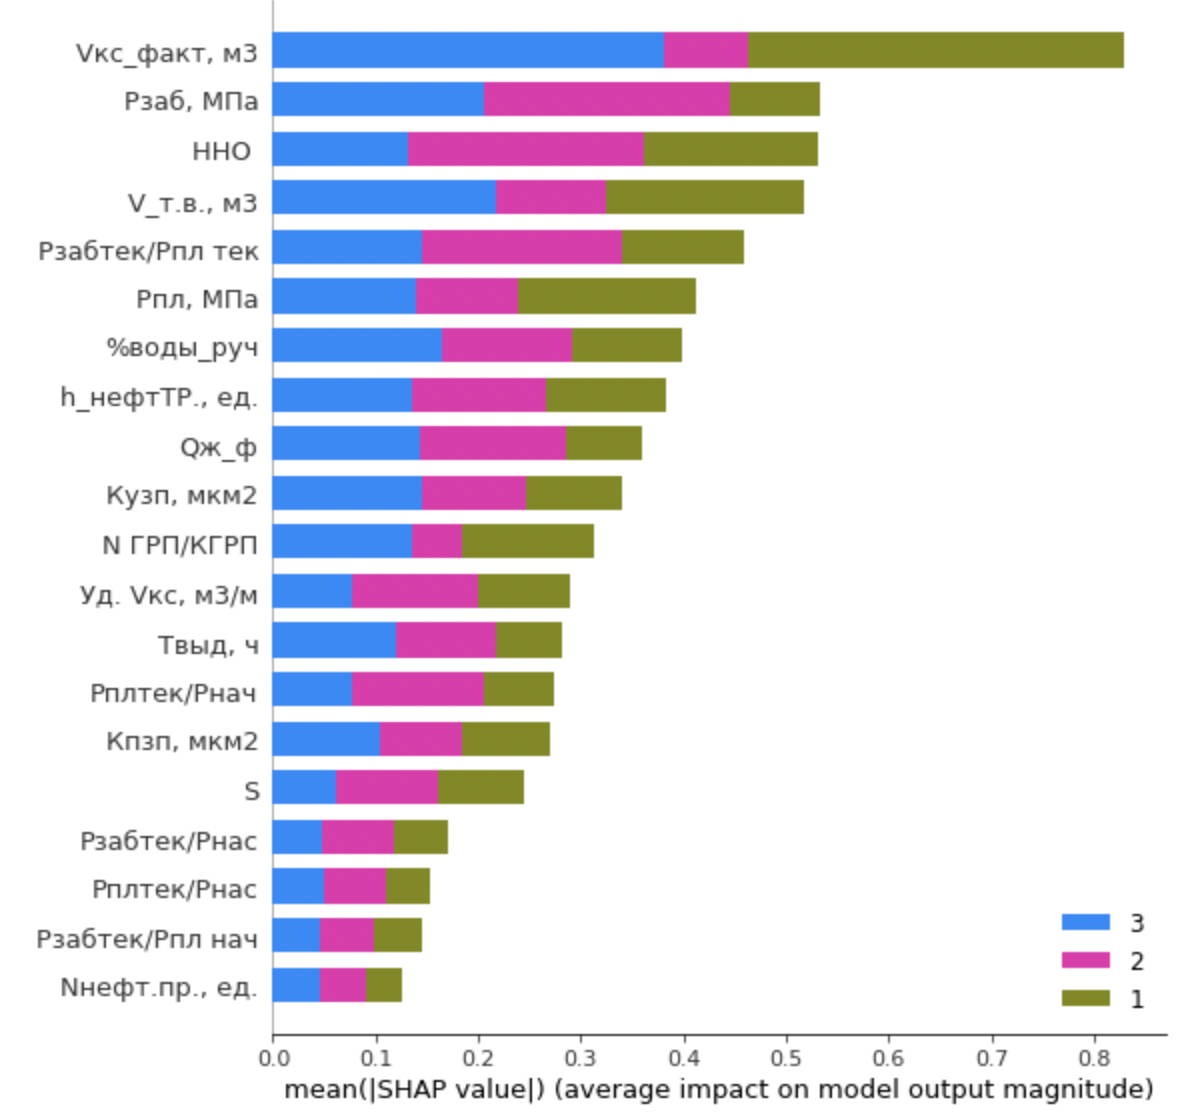 Vкс_факт, м3
Рзаб, МПа
ННО
V_т.в., м3
Рзабтек/Рпл тек
Рпл, МПа
%воды_руч
h_нефтТР., ед.
Qж_ф
Кузп, мкм2
N ГРП/КГРП
Уд. Vкс, м3/м
Твыд, ч
Рплтек/Рнач
Кпзп, мкм2
S
Рзабтек/Рнас
Рплтек/Рнас
Рзабтек/Рпл нач
Nнефт.пр., ед.
3
2
1
0.0 0.1 0.2 0.3 0.4 0.5 0.6 0.7 0.8
mean(|SHAP value|) (average impact on model output magnitude)